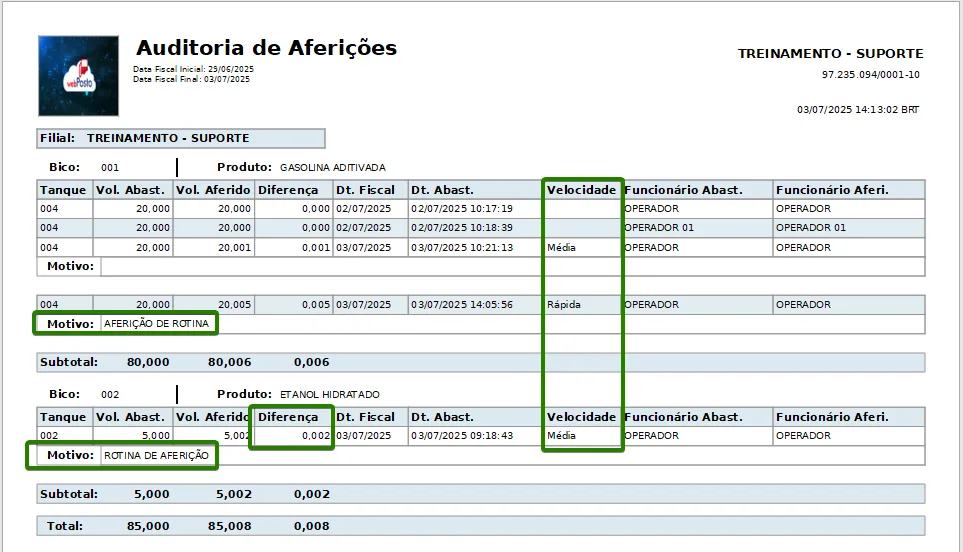 Auditoria de Aferições
Data Fiscal Inicial: 29/06/2025
Data Fiscal Final: 03/07/2025
webPosto
TREINAMENTO - SUPORTE
97.235.094/0001-10
03/07/2025 14:13:02 BRT
Filial: TREINAMENTO - SUPORTE
Bico: 001 Produto: GASOLINA ADITIVADA
Tanque Vol. Abast. Vol. Aferido Diferença Dt. Fiscal Dt. Abast. Velocidade Funcionário Abast. Funcionário Aferi.
004 20,000 20,000 0,000 02/07/2025 02/07/2025 10:17:19 OPERADOR OPERADOR
004 20,000 20,000 0,000 02/07/2025 02/07/2025 10:18:39 OPERADOR 01 OPERADOR 01
004 20,000 20,001 0,001 03/07/2025 03/07/2025 10:21:13 Média OPERADOR OPERADOR
Motivo:
004 20,000 20,005 0,005 03/07/2025 03/07/2025 14:05:56 Rápida OPERADOR OPERADOR
Motivo: AFERIÇÃO DE ROTINA
Subtotal: 80,000 80,006 0,006
Bico: 002 Produto: ETANOL HIDRATADO
Tanque Vol. Abast. Vol. Aferido Diferença Dt. Fiscal Dt. Abast. Velocidade Funcionário Abast. Funcionário Aferi.
002 5,000 5,002 0,002 03/07/2025 03/07/2025 09:18:43 Média OPERADOR OPERADOR
Motivo: ROTINA DE AFERIÇÃO
Subtotal: 5,000 5,002 0,002
Total: 85,000 85,008 0,008